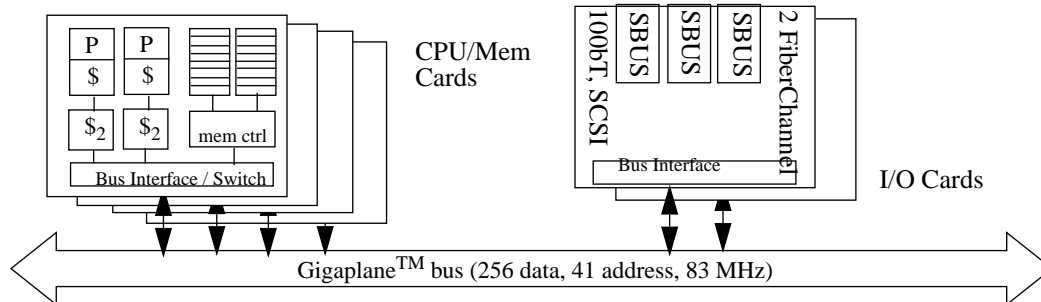 P P
$ $
$2 $2
mem ctrl
Bus Interface / Switch
CPU/Mem
Cards
100bT, SCSI
SBUS
SBUS
SBUS
2 FiberChannel
Bus Interface
I/O Cards
Gigaplane™ bus (256 data, 41 address, 83 MHz)